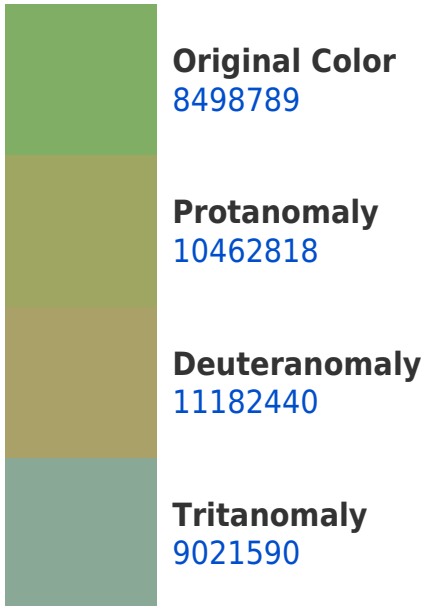 Original Color
8498789
Protanomaly
10462818
Deuteranomaly
11182440
Tritanomaly
9021590